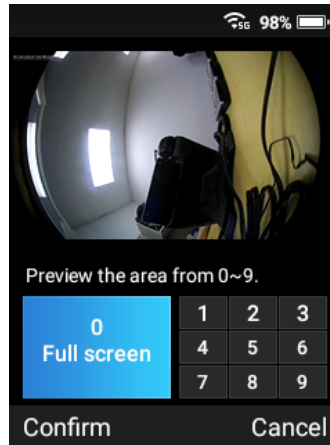 5G 98%
Preview the area from 0~9.
0
Full screen
1 2 3
4 5 6
7 8 9
Confirm Cancel